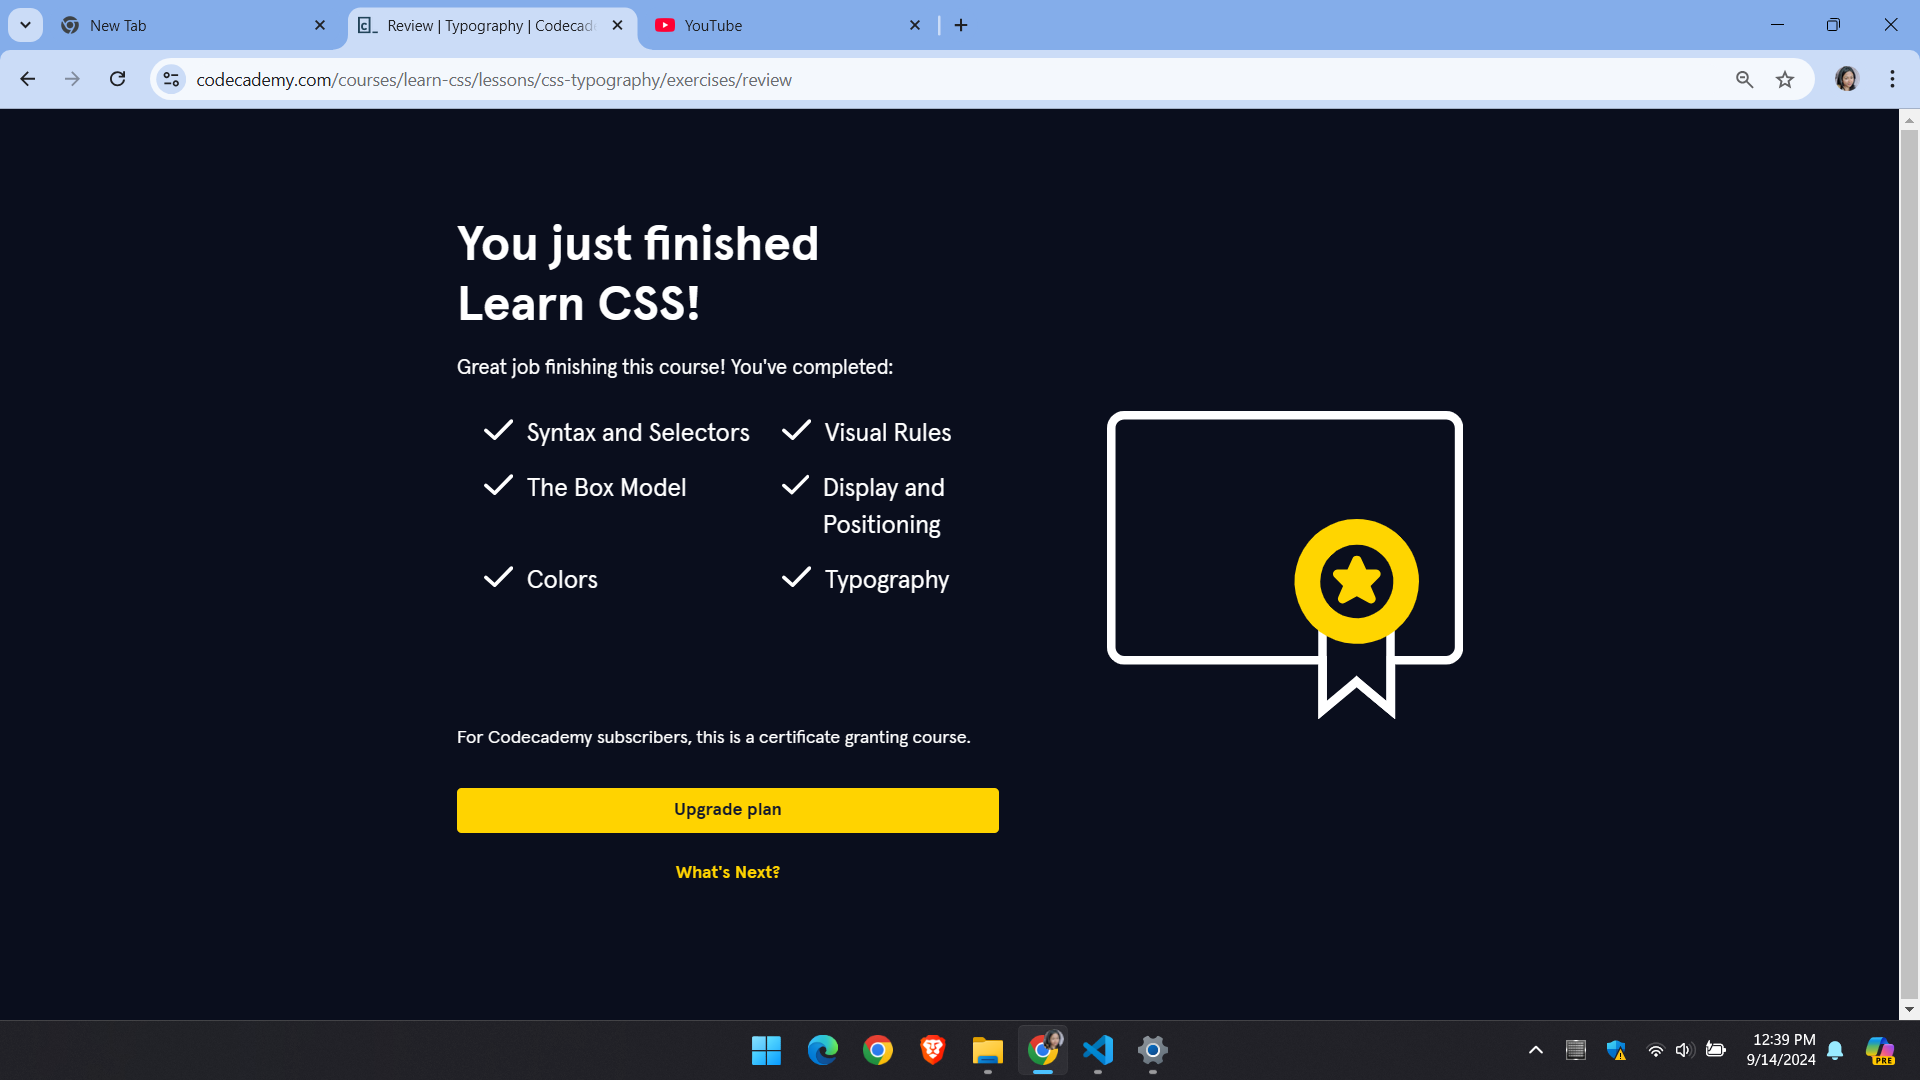 New Tab
Review | Typography | Codecad
YouTube
codecademy.com/courses/learn-css/lessons/css-typography/exercises/review
You just finished
Learn CSS!
Great job finishing this course! You've completed:
Syntax and Selectors
Visual Rules
The Box Model
Display and
Positioning
Colors
Typography
For Codecademy subscribers, this is a certificate granting course.
Upgrade plan
What's Next?
12:39 PM
9/14/2024
PRE